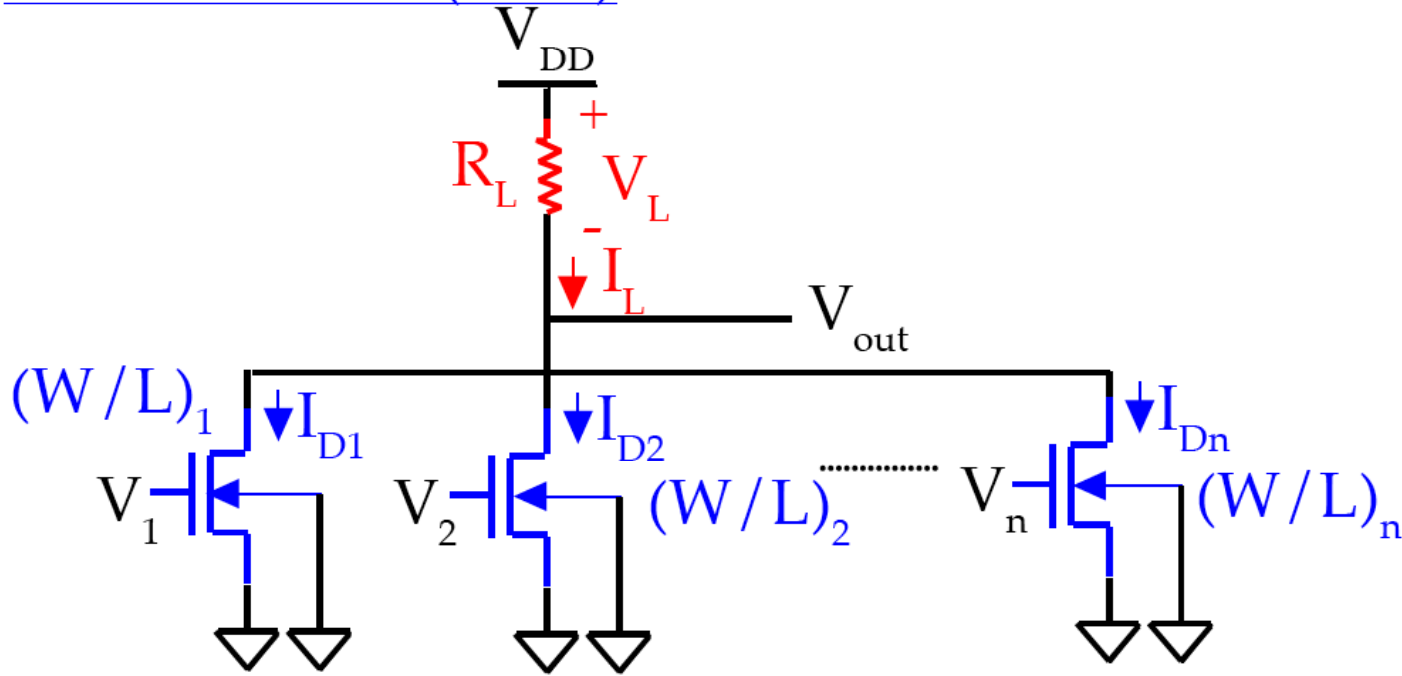 V_DD
+
R_L V_L
-
I_L
V_out
(W/L)_1 I_D1 I_D2 I_Dn
V_1 V_2 (W/L)_2 ............... V_n (W/L)_n